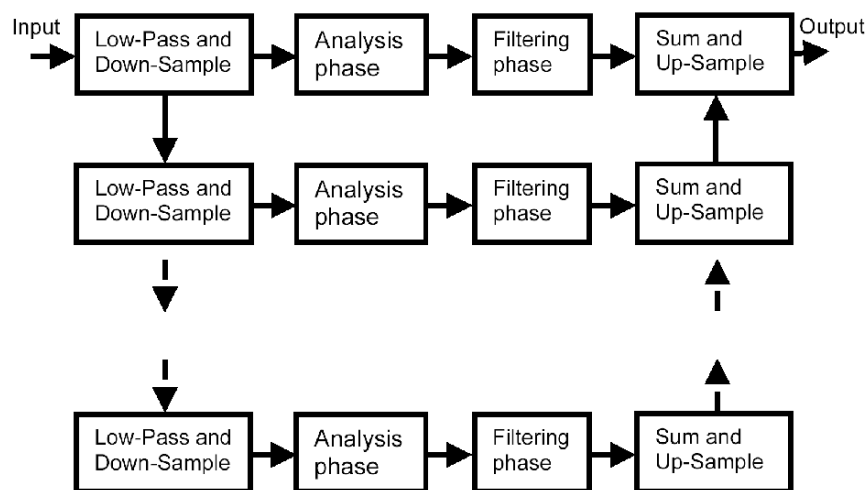 Input
Low-Pass and
Down-Sample
Analysis
phase
Filtering
phase
Sum and
Up-Sample
Output
Low-Pass and
Down-Sample
Analysis
phase
Filtering
phase
Sum and
Up-Sample
Low-Pass and
Down-Sample
Analysis
phase
Filtering
phase
Sum and
Up-Sample